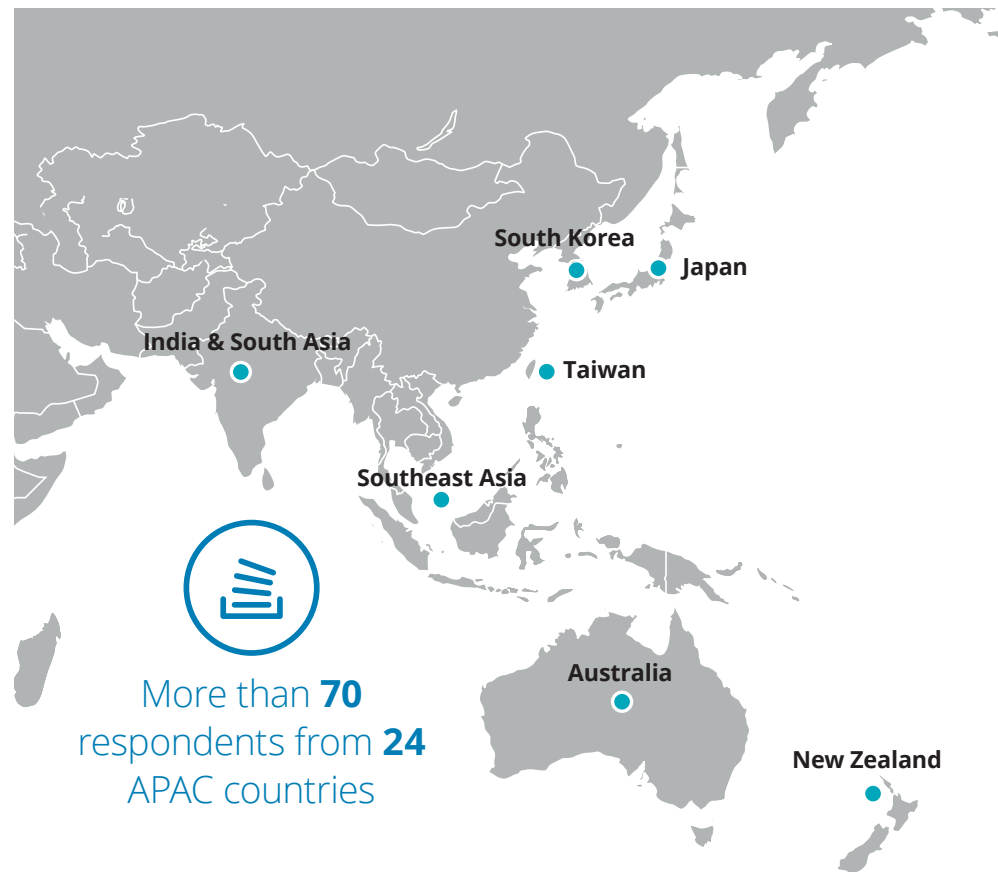 South Korea
Japan
India & South Asia
Taiwan
Southeast Asia
Australia
More than 70
respondents from 24
APAC countries
New Zealand